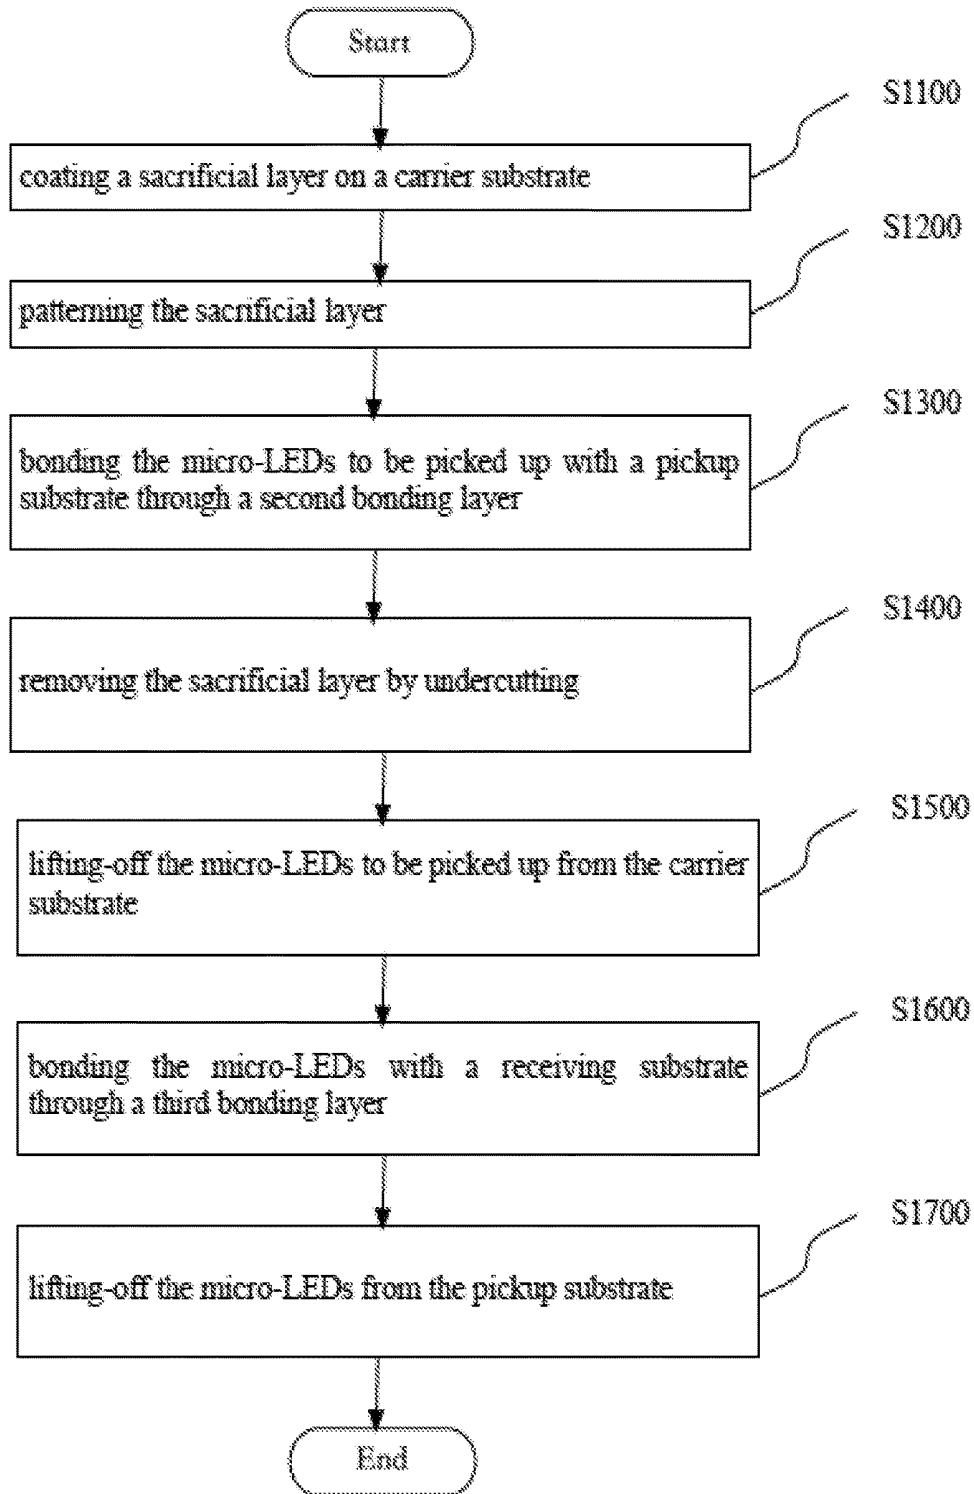 Start
S1100
coating a sacrificial layer on a carrier substrate
S1200
patterning the sacrificial layer
S1300
bonding the micro-LEDs to be picked up with a pickup
substrate through a second bonding layer
S1400
removing the sacrificial layer by undercutting
S1500
lifting-off the micro-LEDs to be picked up from the carrier
substrate
S1600
bonding the micro-LEDs with a receiving substrate
through a third bonding layer
S1700
lifting-off the micro-LEDs from the pickup substrate
End